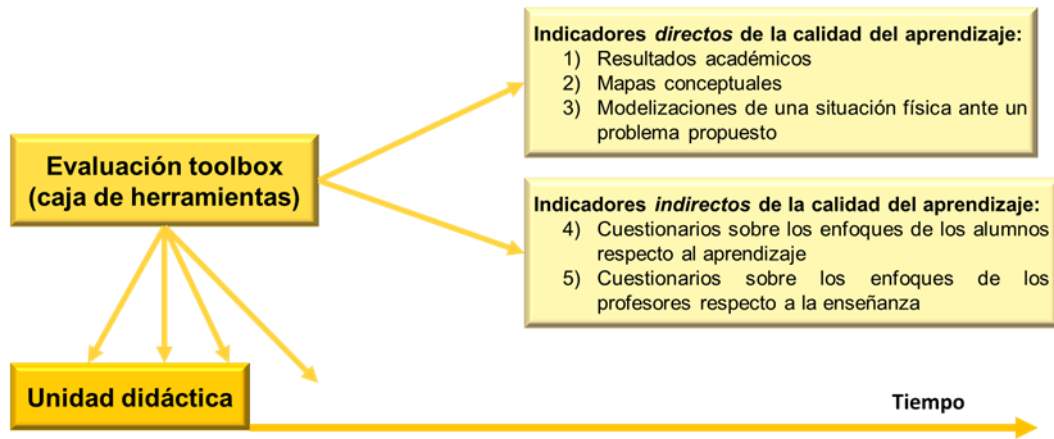 Indicadores directos de la calidad del aprendizaje:
1) Resultados académicos
2) Mapas conceptuales
3) Modelizaciones de una situación física ante un
problema propuesto
Evaluación toolbox
(caja de herramientas)
Indicadores indirectos de la calidad del aprendizaje:
4) Cuestionarios sobre los enfoques de los alumnos
respecto al aprendizaje
5) Cuestionarios sobre los enfoques de los
profesores respecto a la enseñanza
Unidad didáctica
Tiempo